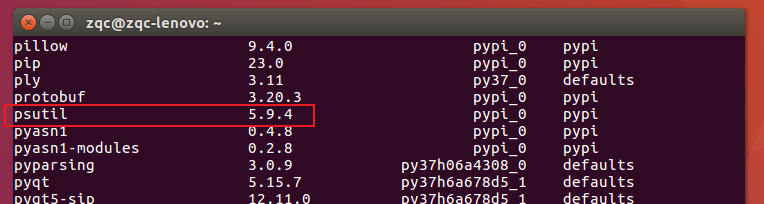 zqc@zqc-lenovo: ~
pillow 9.4.0 pypi_0 pypi
pip 23.0 pypi_0 pypi
ply 3.11 py37_0 defaults
protobuf 3.20.3 pypi_0 pypi
psutil 5.9.4 pypi_0 pypi
pyasn1 0.4.8 pypi_0 pypi
pyasn1-modules 0.2.8 pypi_0 pypi
pyparsing 3.0.9 py37h06a4308_0 defaults
pyqt 5.15.7 py37h6a678d5_1 defaults
pyqt5-sip 12.11.0 py37h6a678d5_1 defaults